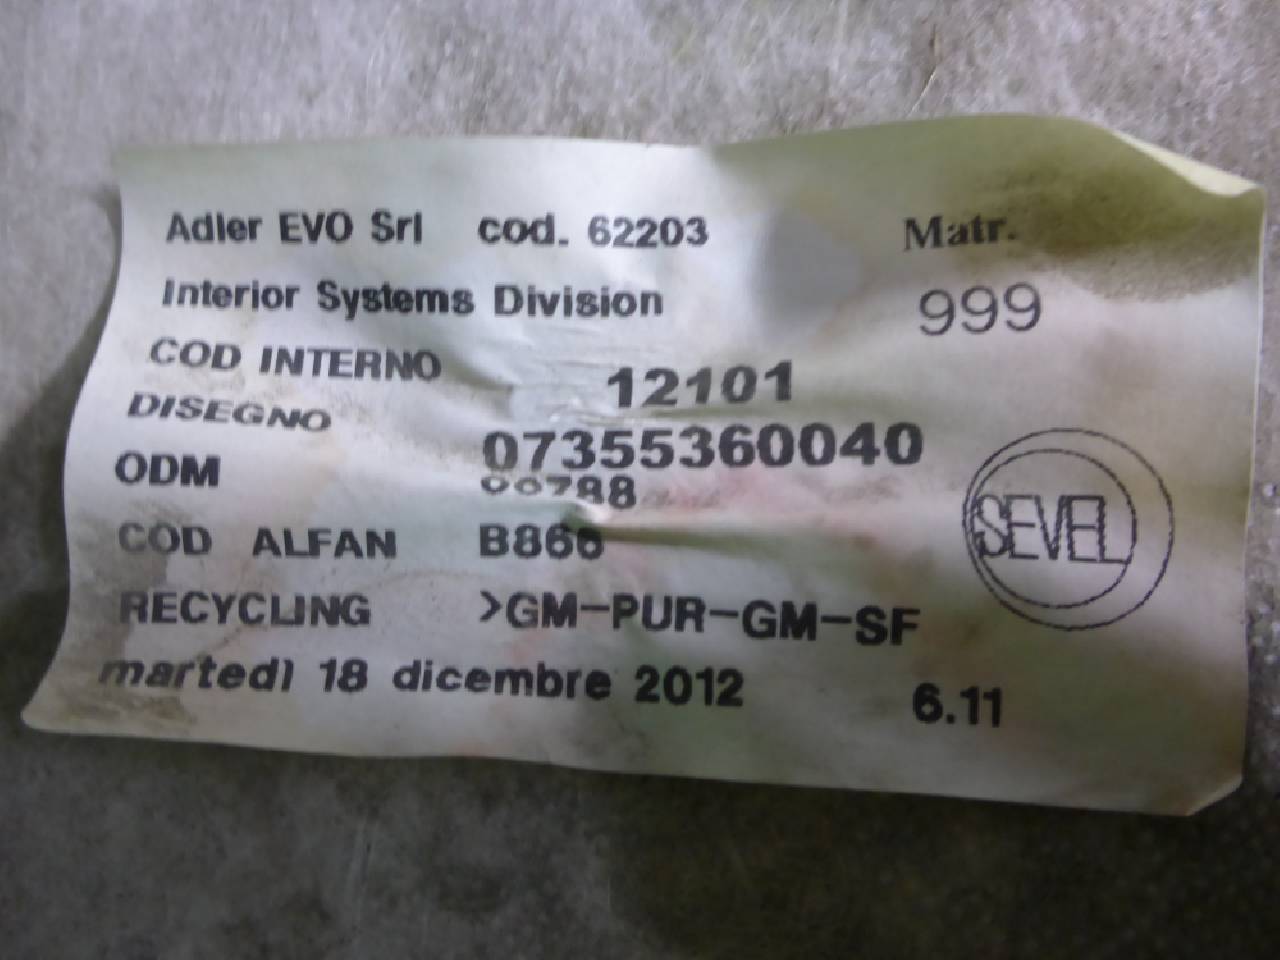 Adler EVO Srl cod. 62203 Matr.
Interior Systems Division 999
COD INTERNO 12101
DISEGNO 07355360040
ODM
COD ALFAN B866
RECYCLING >GM-PUR-GM-SF
SEVEL
martedì 18 dicembre 2012 6.11